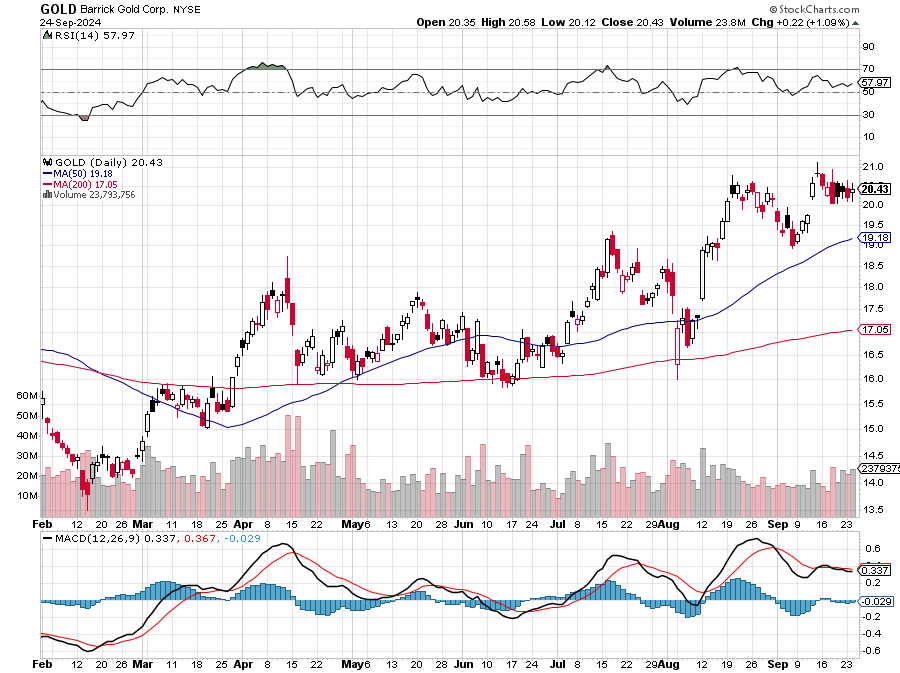 GOLD Barrick Gold Corp. NYSE
© StockCharts.com
24-Sep-2024
Open 20.35 High 20.58 Low 20.12 Close 20.43 Volume 23.8M Chg +0.22 (+1.09%)
RSI(14) 57.97
90
70
57.97
50
30
10
GOLD (Daily) 20.43
MA(50) 19.18
MA(200) 17.05
Volume 23,793,756
21.0
20.43
20.0
19.5
19.18
19.0
18.5
18.0
17.5
17.05
16.5
16.0
15.5
15.0
14.5
2379375
14.0
13.5
60M
50M
40M
30M
20M
10M
Feb 12 20 26 Mar 11 18 25 Apr 8 15 22 May 6 13 20 28 Jun 10 17 24 Jul 8 15 22 29 Aug 12 19 26 Sep 9 16 23
MACD(12,26,9) 0.337, 0.367, -0.029
0.6
0.337
0.2
-0.029
-0.2
-0.4
-0.6
Feb 12 20 26 Mar 11 18 25 Apr 8 15 22 May 6 13 20 28 Jun 10 17 24 Jul 8 15 22 29 Aug 12 19 26 Sep 9 16 23